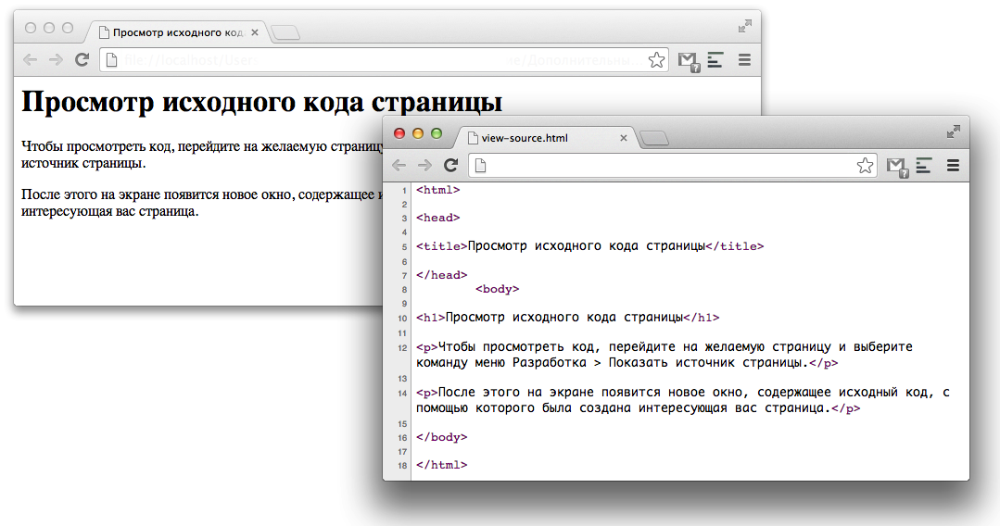 Просмотр исходного код
file://localhost/User
че/Дополнительны...
Просмотр исходного кода страницы
Чтобы просмотреть код, перейдите на желаемую страницу
источник страницы.
После этого на экране появится новое окно, содержащее и
интересующая вас страница.
view-source.html
1 <html>
2
3 <head>
4
5 <title>Просмотр исходного кода страницы</title>
6
7 </head>
8 <body>
9
10 <h1>Просмотр исходного кода страницы</h1>
11
12 <p>Чтобы просмотреть код, перейдите на желаемую страницу и выберите
команду меню Разработка > Показать источник страницы.</p>
13
14 <p>После этого на экране появится новое окно, содержащее исходный код, с
помощью которого была создана интересующая вас страница.</p>
15
16 </body>
17
18 </html>